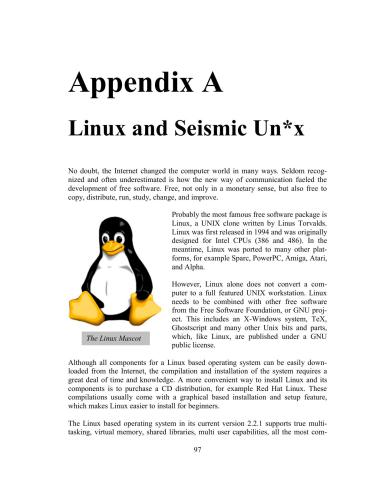 Appendix A
Linux and Seismic Un*x
No doubt, the Internet changed the computer world in many ways. Seldom recog-
nized and often underestimated is how the new way of communication fueled the
development of free software. Free, not only in a monetary sense, but also free to
copy, distribute, run, study, change, and improve.
Probably the most famous free software package is
Linux, a UNIX clone written by Linus Torvalds.
Linux was first released in 1994 and was originally
designed for Intel CPUs (386 and 486). In the
meantime, Linux was ported to many other plat-
forms, for example Sparc, PowerPC, Amiga, Atari,
and Alpha.
However, Linux alone does not convert a com-
puter to a full featured UNIX workstation. Linux
needs to be combined with other free software
from the Free Software Foundation, or GNU proj-
ect. This includes an X-Windows system, TeX,
Ghostscript and many other Unix bits and parts,
which, like Linux, are published under a GNU
public license.
The Linux Mascot
Although all components for a Linux based operating system can be easily down-
loaded from the Internet, the compilation and installation of the system requires a
great deal of time and knowledge. A more convenient way to install Linux and its
components is to purchase a CD distribution, for example Red Hat Linux. These
compilations usually come with a graphical based installation and setup feature,
which makes Linux easier to install for beginners.
The Linux based operating system in its current version 2.2.1 supports true multi-
tasking, virtual memory, shared libraries, multi user capabilities, all the most com-
97